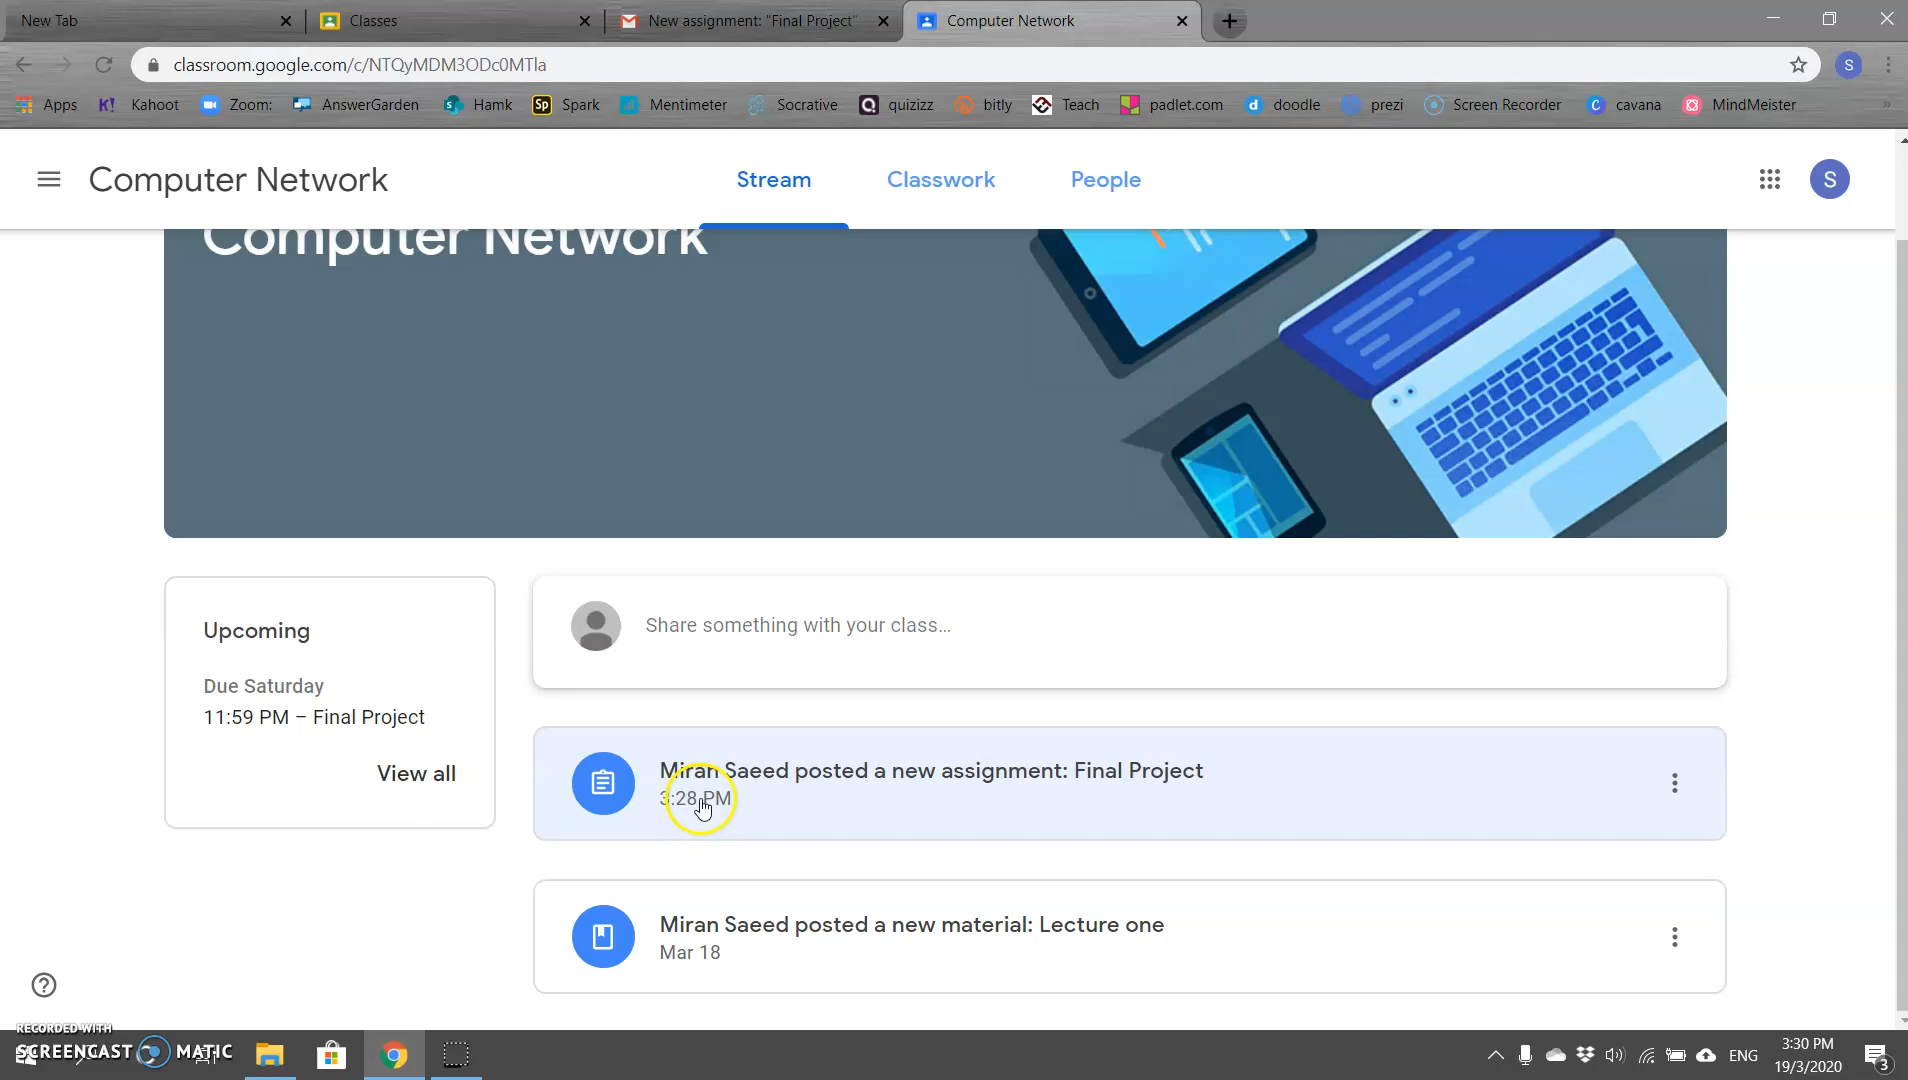 New Tab
Classes
New assignment: "Final Project"
Computer Network
classroom.google.com/c/NTQyMDM3ODc0MTla
Apps
Kahoot
Zoom:
AnswerGarden
Hamk
Spark
Mentimeter
Socrative
quizizz
bitly
Teach
padlet.com
doodle
prezi
Screen Recorder
cavana
MindMeister
Computer Network
Stream
Classwork
People
S
Computer Network
Upcoming
Due Saturday
11:59 PM – Final Project
View all
Share something with your class...
Miran Saeed posted a new assignment: Final Project
3:28 PM
Miran Saeed posted a new material: Lecture one
Mar 18
RECORDED WITH
SCREENCAST MATIC
ENG
3:30 PM
19/3/2020
3